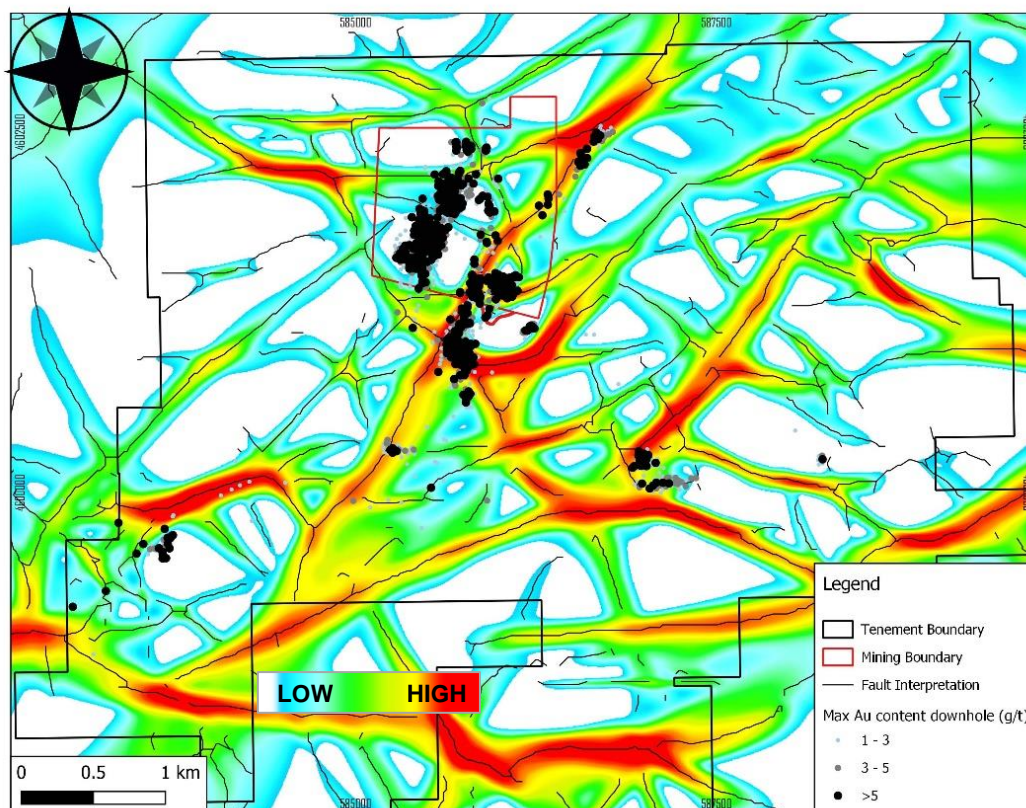 585000
587500
4602500
4600000
LOW HIGH
0 0.5 1 km
585000
587500
Legend
Tenement Boundary
Mining Boundary
Fault Interpretation
Max Au content downhole (g/t)
1 - 3
3 - 5
>5